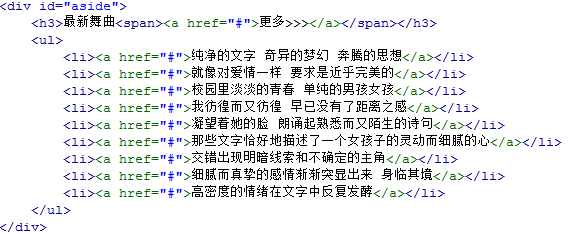 <div id="aside">
<h3>最新舞曲<span><a href="#">更多>>></a></span></h3>
<ul>
<li><a href="#">纯净的文字 奇异的梦幻 奔腾的思想</a></li>
<li><a href="#">就像对爱情一样 要求是近乎完美的</a></li>
<li><a href="#">校园里淡淡的青春 单纯的男孩女孩</a></li>
<li><a href="#">我彷徨而又彷徨 早已没有了距离之感</a></li>
<li><a href="#">凝望着她的脸 朗诵起熟悉而又陌生的诗句</a></li>
<li><a href="#">那些文字恰好地描述了一个女孩子的灵动而细腻的心</a></li>
<li><a href="#">交错出现明暗线索和不确定的主角</a></li>
<li><a href="#">细腻而真挚的感情渐渐突显出来 身临其境</a></li>
<li><a href="#">高密度的情绪在文字中反复发酵</a></li>
</ul>
</div>